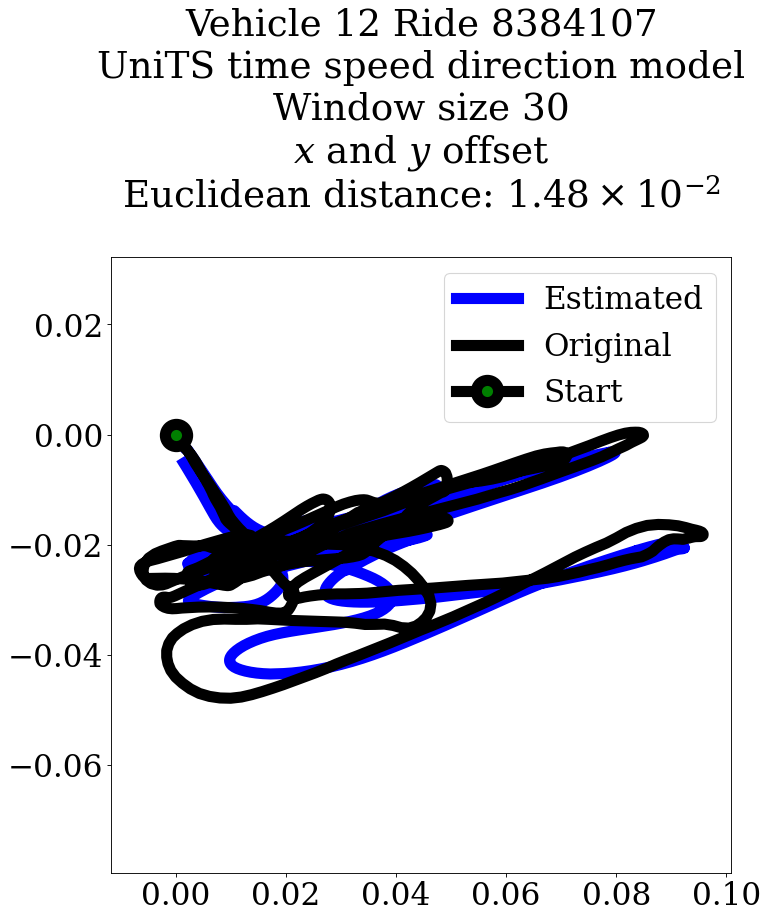 Vehicle 12 Ride 8384107
UniTS time speed direction model
Window size 30
x and y offset
Euclidean distance: 1.48 × 10⁻²
Estimated
Original
Start
0.02
0.00
−0.02
−0.04
−0.06
0.00 0.02 0.04 0.06 0.08 0.10